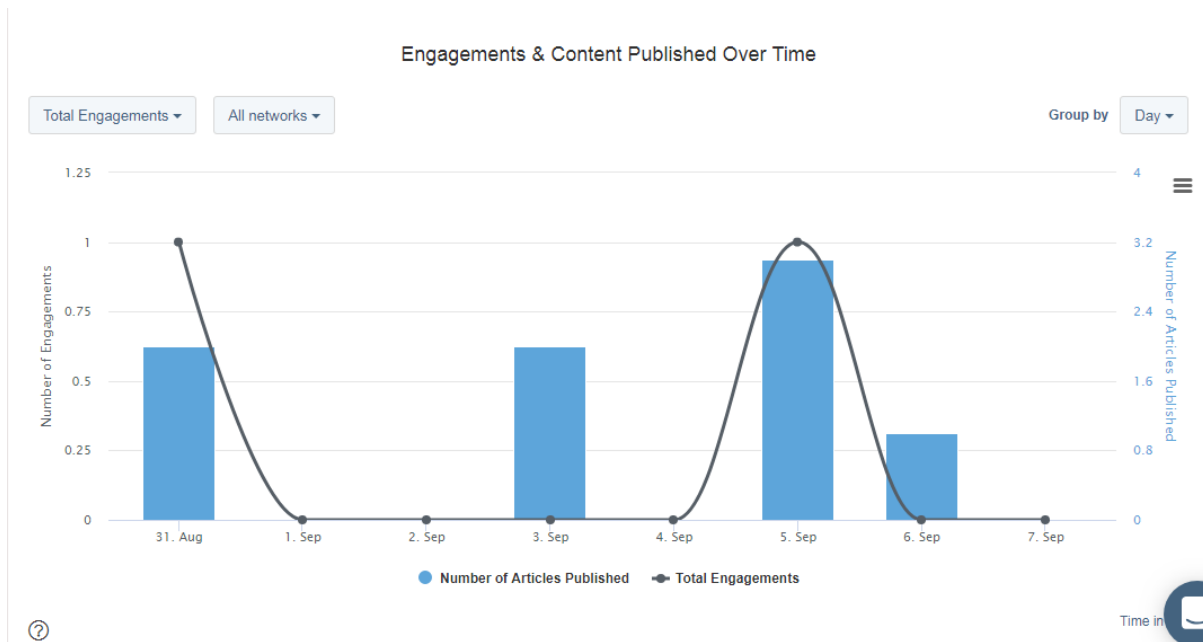 Engagements & Content Published Over Time
Total Engagements All networks Group by Day
1.25 4
1 3.2
0.75 2.4
0.5 1.6
0.25 0.8
0 0
Number of Engagements
Number of Articles Published
31. Aug 1. Sep 2. Sep 3. Sep 4. Sep 5. Sep 6. Sep 7. Sep
Number of Articles Published Total Engagements
Time in
?